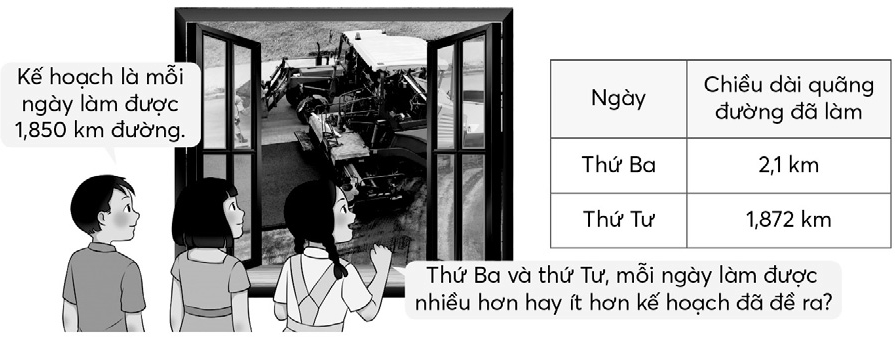 Kế hoạch là mỗi
ngày làm được
1,850 km đường.
Ngày
Chiều dài quãng
đường đã làm
Thứ Ba
2,1 km
Thứ Tư
1,872 km
Thứ Ba và thứ Tư, mỗi ngày làm được
nhiều hơn hay ít hơn kế hoạch đã đề ra?